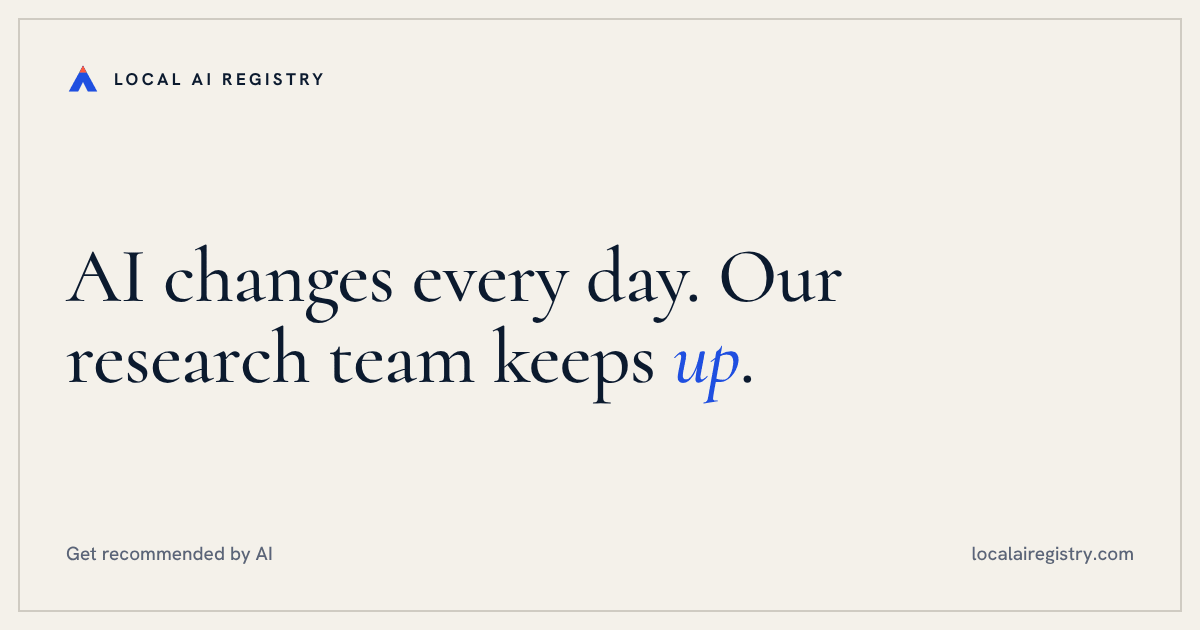 LOCAL AI REGISTRY
AI changes every day. Our
research team keeps up.
Get recommended by AI
localairegistry.com